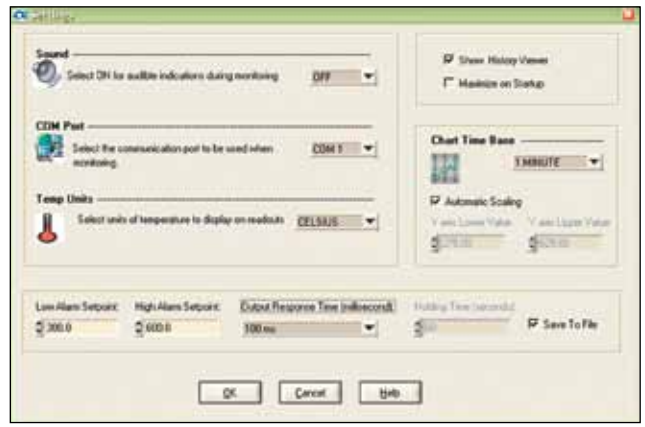 Settings
Sound
Select ON for audible indications during monitoring
OFF
COM Port
Select the communication port to be used when
monitoring.
COM 1
Temp Units
Select units of temperature to display on readouts
CELSIUS
Show History Viewer
Maximize on Startup
Chart Time Base
1 MINUTE
Automatic Scaling
Y axis Lower Value Y axis Upper Value
Low Alarm Setpoint: High Alarm Setpoint: Output Response Time (millisecond):
Holding Time (seconds):
300.0 600.0 100 ms
Save To File
OK Cancel Help